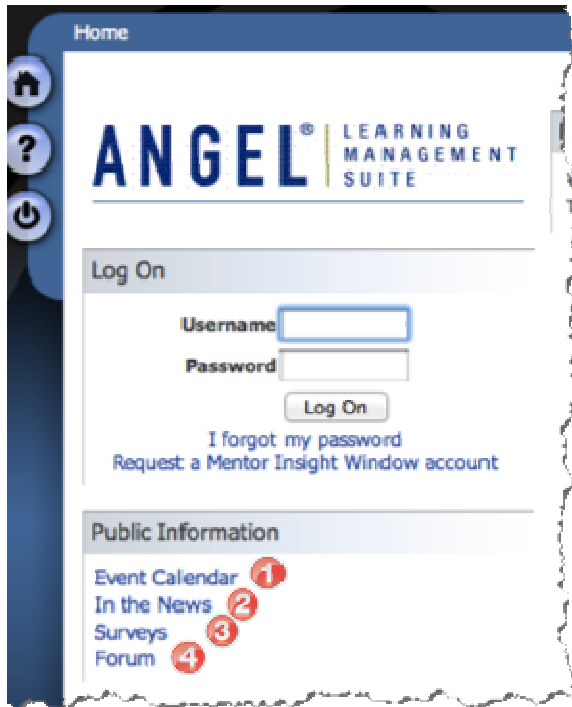 Home
?
ANGEL® LEARNING
MANAGEMENT
SUITE
Log On
Username
Password
Log On
I forgot my password
Request a Mentor Insight Window account
Public Information
Event Calendar 1
In the News 2
Surveys 3
Forum 4